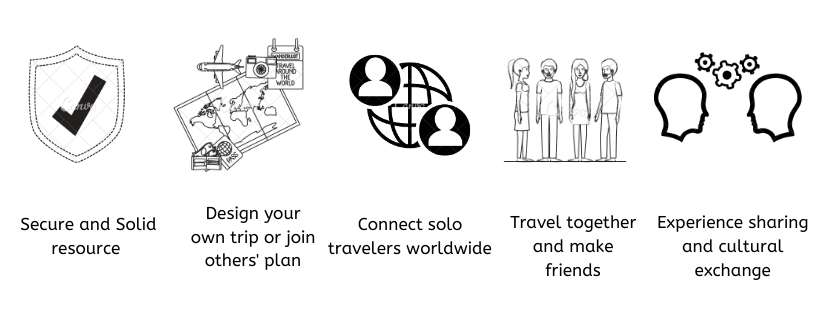 WANDERLUST
TRAVEL
AROUND
THE
WORLD
PASS
Secure and Solid
resource
Design your
own trip or join
others' plan
Connect solo
travelers worldwide
Travel together
and make
friends
Experience sharing
and cultural
exchange